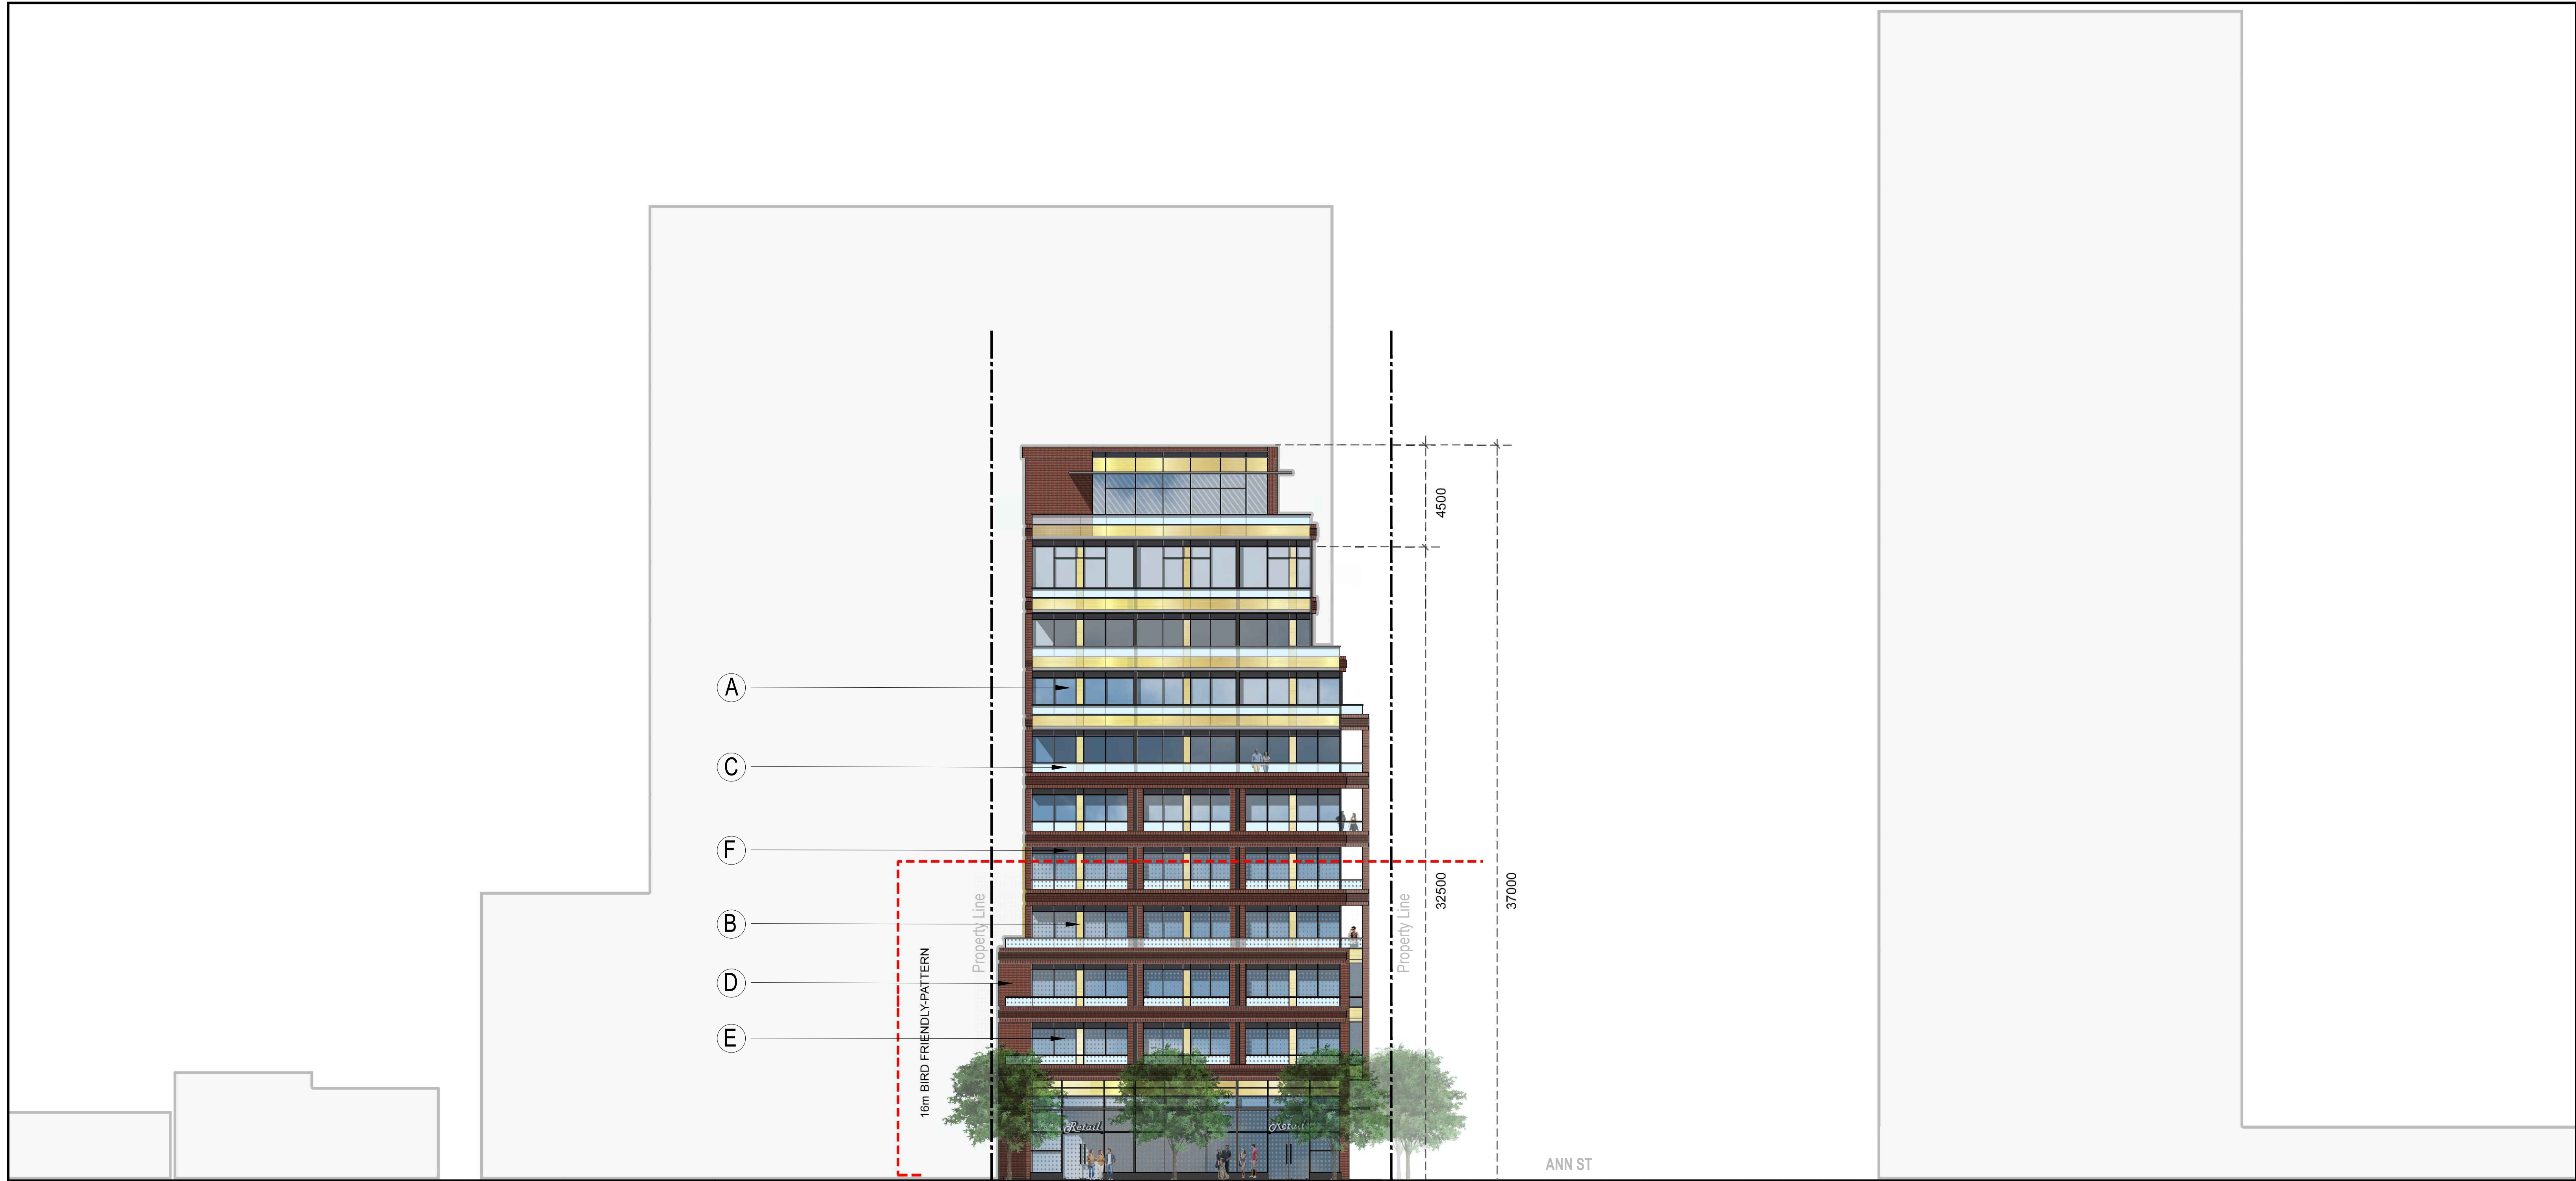 4500
A
C
F
32500
37000
B
Property Line
Property Line
D
16m BIRD FRIENDLY-PATTERN
E
Retail
Retail
ANN ST